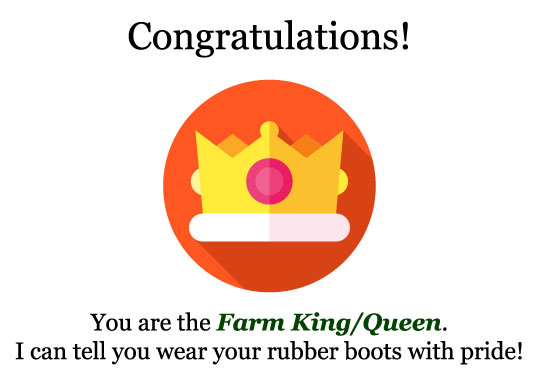 Congratulations!
You are the Farm King/Queen.
I can tell you wear your rubber boots with pride!